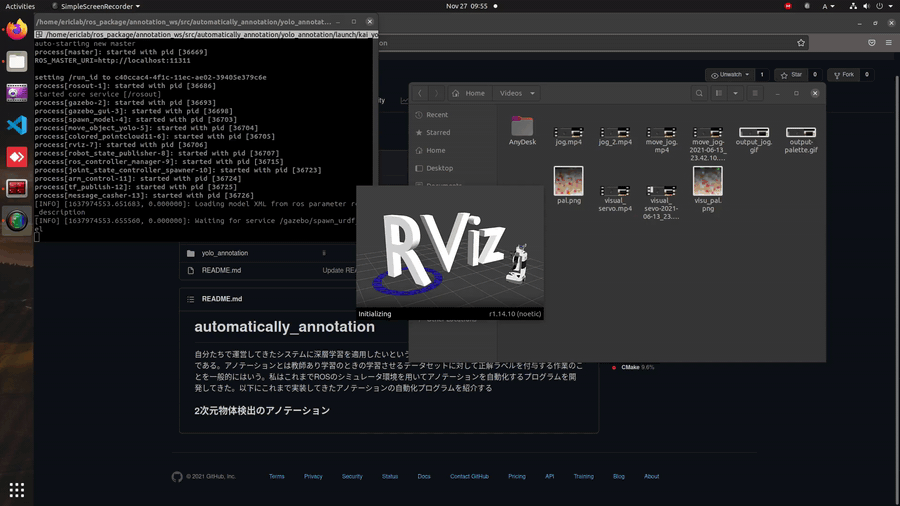 Activities
SimpleScreenRecorder
Nov 27 09:55
A
/home/ericlab/ros_package/annotation_ws/src/automatically_annotation/yolo_annotat...
/home/ericlab/ros_package/annotation_ws/src/automatically_annotation/yolo_annotation/launch/kai_yo
auto-starting new master
process[master]: started with pid [36669]
ROS_MASTER_URI=http://localhost:11311
setting /run_id to c40ccac4-4f1c-11ec-ae02-39405e379c6e
process[rosout-1]: started with pid [36686]
started core service [/rosout]
process[gazebo-2]: started with pid [36693]
process[gazebo_gui-3]: started with pid [36698]
process[spawn_model-4]: started with pid [36703]
process[move_object_yolo-5]: started with pid [36704]
process[colored_pointcloud11-6]: started with pid [36705]
process[rviz-7]: started with pid [36706]
process[robot_state_publisher-8]: started with pid [36707]
process[ros_controller_manager-9]: started with pid [36715]
process[joint_state_controller_spawner-10]: started with pid [36723]
process[arm_control-11]: started with pid [36724]
process[tf_publish-12]: started with pid [36725]
process[message_casher-13]: started with pid [36726]
[INFO] [1637974553.651683, 0.000000]: Loading model XML from ros parameter ro
_description
[INFO] [1637974553.655560, 0.000000]: Waiting for service /gazebo/spawn_urdf
el
Unwatch
1
Star
0
Fork
0
Home
Videos
Recent
Starred
Home
Desktop
AnyDesk
jog.mp4
jog_2.mp4
move_jog.
mp4
move_jog-
2021-06-13_
23.42.10....
output_jog.
gif
output-
palette.gif
pal.png
visual_
servo.mp4
visual_
sevo-2021-
06-13_23....
visu_pal.
png
RViz
Initializing
r1.14.10 (noetic)
yolo_annotation
README.md
Update RE
README.md
automatically_annotation
自分たちで運営してきたシステムに深層学習を適用したいという
である。アノテーションとは教師あり学習のときの学習させるデータセットに対して正解ラベルを付与する作業のこ
とを一般的にはいう。私はこれまでROSのシミュレータ環境を用いてアノテーションを自動化するプログラムを開
発してきた。以下にこれまで実装してきたアノテーションの自動化プログラムを紹介する
2次元物体検出のアノテーション
CMake 9.6%
© 2021 GitHub, Inc.
Terms
Privacy
Security
Status
Docs
Contact GitHub
Pricing
API
Training
Blog
About